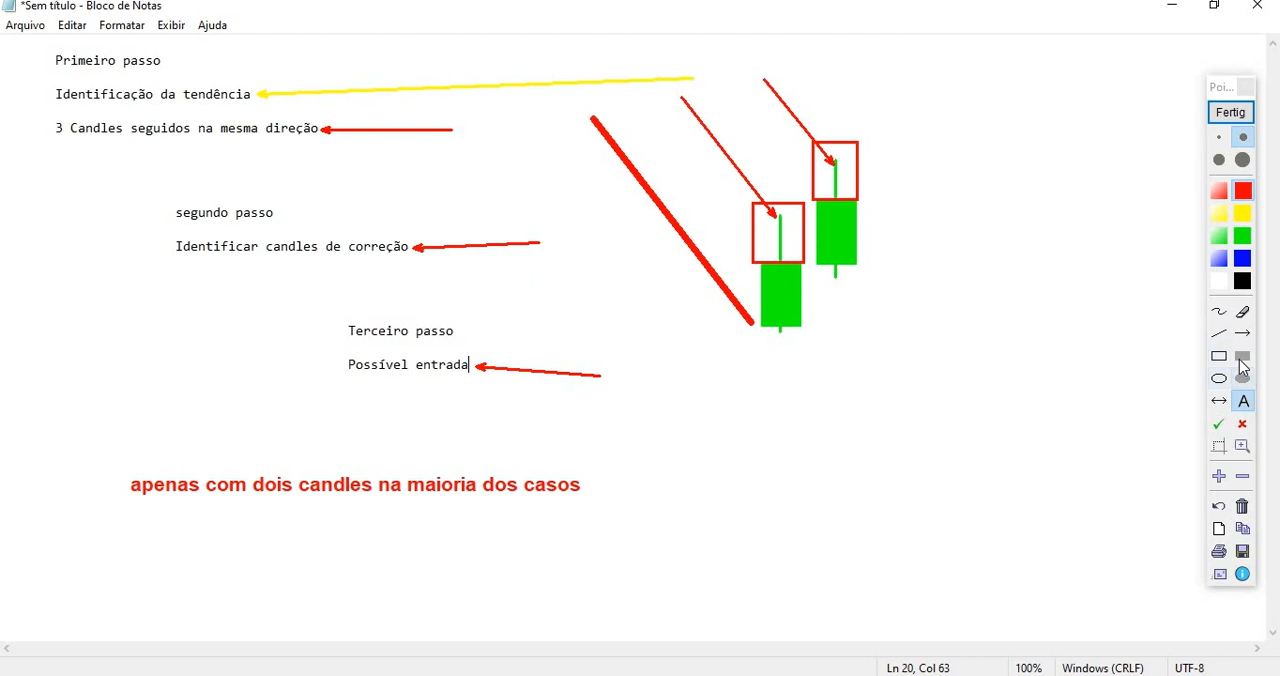 *Sem título - Bloco de Notas
Arquivo Editar Formatar Exibir Ajuda
Primeiro passo
Identificação da tendência
3 Candles seguidos na mesma direção
segundo passo
Identificar candles de correção
Terceiro passo
Possível entrada
apenas com dois candles na maioria dos casos
Poi...
Fertig
A
Ln 20, Col 63 100% Windows (CRLF) UTF-8